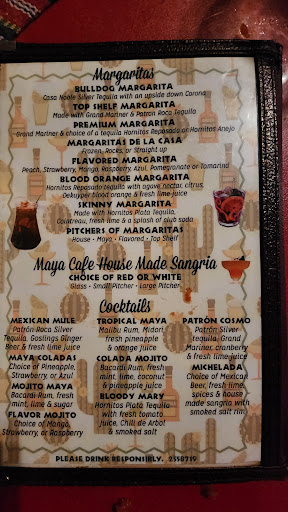 Margaritas
BULLDOG MARGARITA
Casa Noble Silver Tequila with an upside down Corona
TOP SHELF MARGARITA
Made with Grand Mariner & Patron Roca Tequila
PREMIUM MARGARITA
Grand Mariner & choice of a tequila Hornitos Reposado or Hornitos Anejo
MARGARITAS DE LA CASA
Frozen, Rocks, or Straight up
FLAVORED MARGARITA
Peach, Strawberry, Mango, Raspberry, Azul, Pomegranate or Tamarind
BLOOD ORANGE MARGARITA
Hornitos Reposado tequila with agave nectar, citrus,
Dekuyper blood orange & fresh lime juice
SKINNY MARGARITA
Made with Hornitos Plata Tequila,
Cointreau, fresh lime & a splash of club soda
PITCHERS OF MARGARITAS
House • Maya • Flavored • Top Shelf
Maya Cafe House Made Sangria
CHOICE OF RED OR WHITE
Glass • Small Pitcher • Large Pitcher
Cocktails
MEXICAN MULE
Patrón Roca Silver
Tequila, Goslings Ginger
Beer, & fresh lime juice
MAYA COLADAS
Choice of Pineapple,
Strawberry, or Azul
MOJITO MAYA
Bacardi Rum, fresh
mint, lime & sugar
FLAVOR MOJITO
Choice of Mango,
Strawberry, or Raspberry
TROPICAL MAYA
Malibu Rum, Midori,
fresh pineapple
& orange juice
COLADA MOJITO
Bacardi Rum, fresh
mint, lime, coconut
& pineapple juice
BLOODY MARY
Hornitos Plata Tequila
with fresh tomato
juice, Chili de Arbol
& smoked salt
PATRÓN COSMO
Patrón Silver
tequila, Grand
Mariner, cranberry
& fresh lime juice
MICHELADA
Choice of Mexican
Beer, fresh lime,
spices & house
made sangria with
smoked salt rim
PLEASE DRINK RESPONSIBLY. 2558719